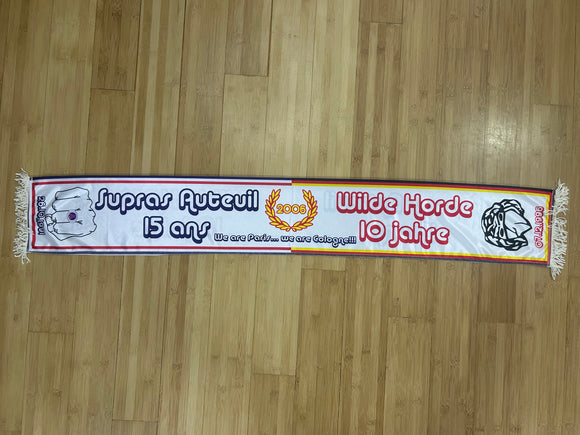 Supras Auteuil
15 ans
2006
We are Paris... we are Cologne!!!
Wilde Horde
10 jahre